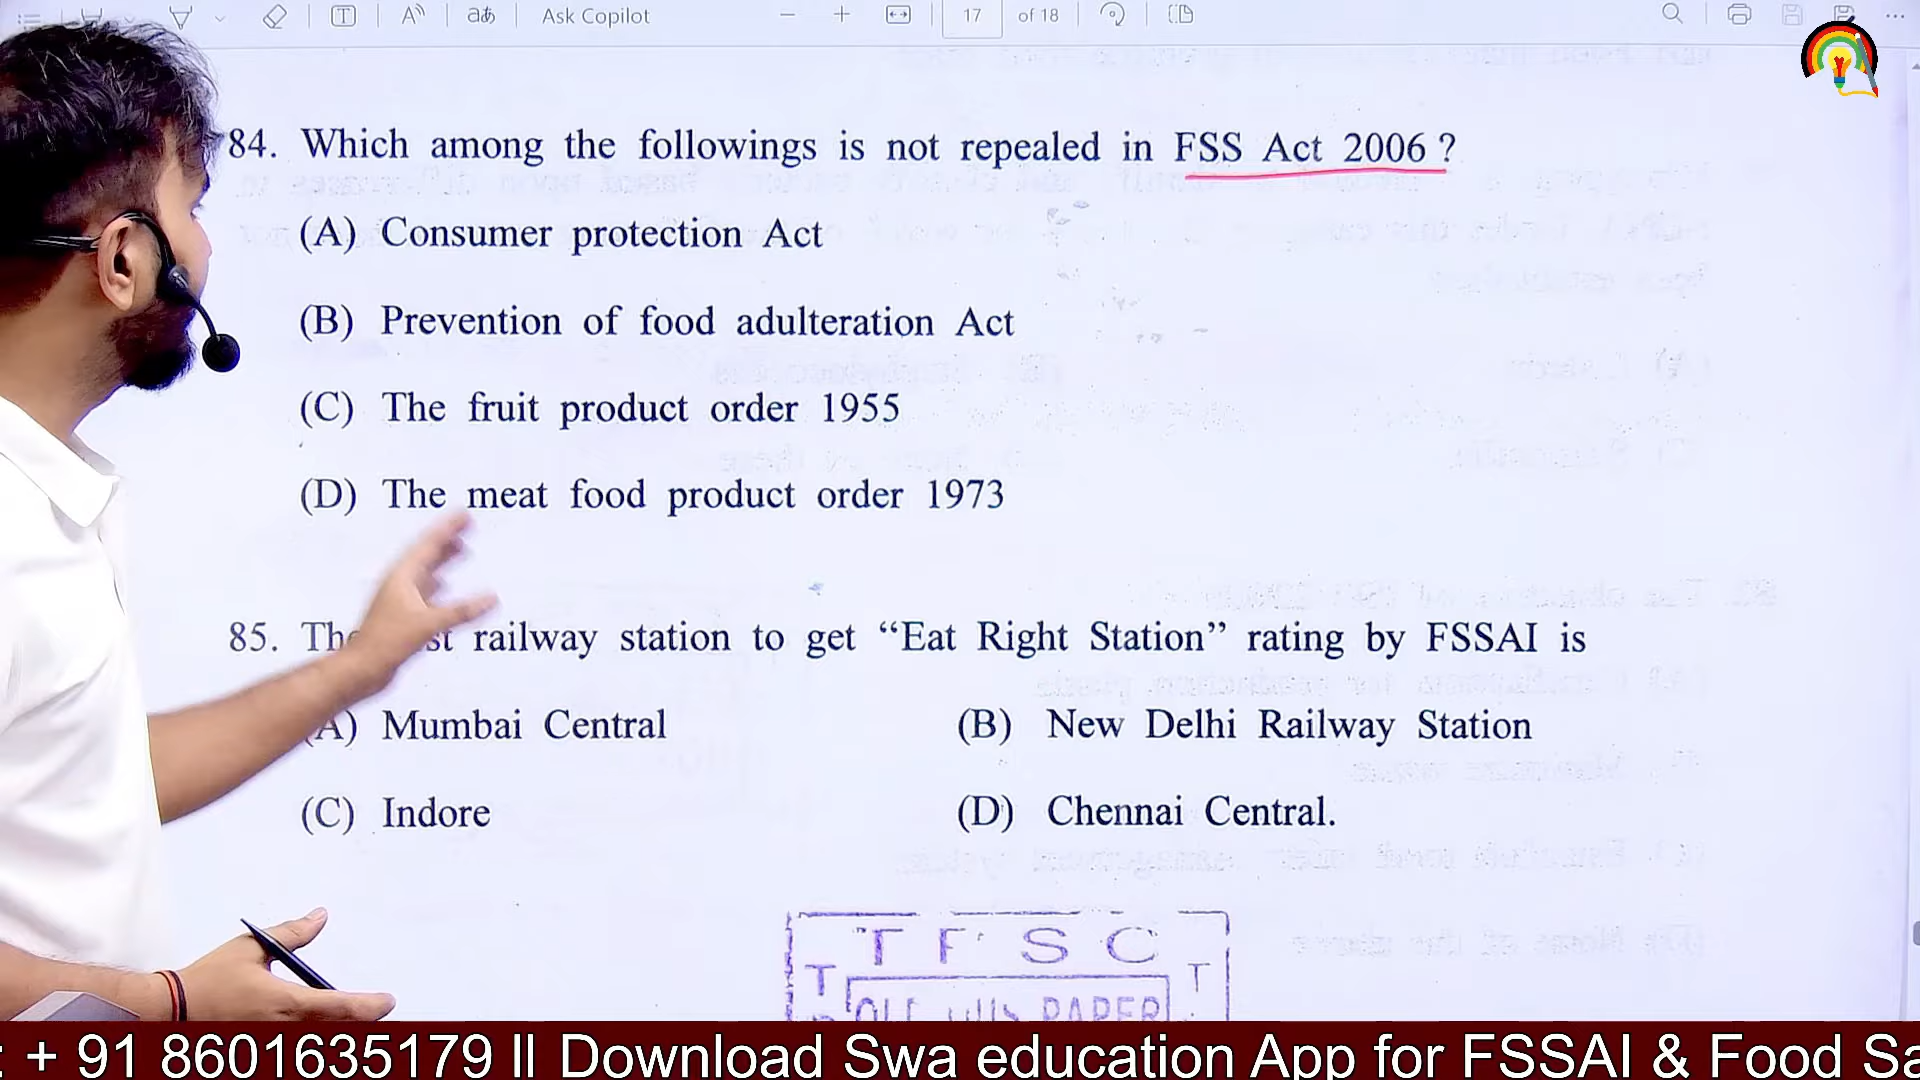 Ask Copilot
17 of 18
84. Which among the followings is not repealed in FSS Act 2006 ?
(A) Consumer protection Act
(B) Prevention of food adulteration Act
(C) The fruit product order 1955
(D) The meat food product order 1973
85. The railway station to get “Eat Right Station” rating by FSSAI is
(A) Mumbai Central
(B) New Delhi Railway Station
(C) Indore
(D) Chennai Central.
T F S C
T T
PAPER
: + 91 8601635179 ll Download Swa education App for FSSAI & Food Sa